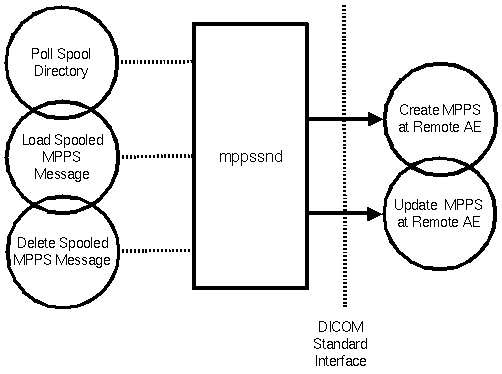 Poll Spool
Directory
Load Spooled
MPPS
Message
Delete Spooled
MPPS Message
mppssnd
Create MPPS
at Remote AE
Update MPPS
at Remote AE
DICOM
Standard
Interface